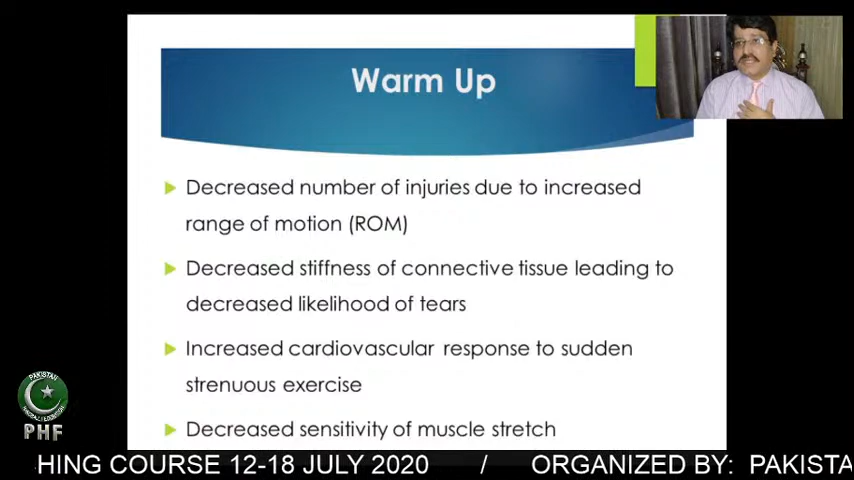 Warm Up
Decreased number of injuries due to increased
range of motion (ROM)
Decreased stiffness of connective tissue leading to
decreased likelihood of tears
Increased cardiovascular response to sudden
strenuous exercise
Decreased sensitivity of muscle stretch
PAKISTAN
PHF
HING COURSE 12-18 JULY 2020 / ORGANIZED BY: PAKISTA